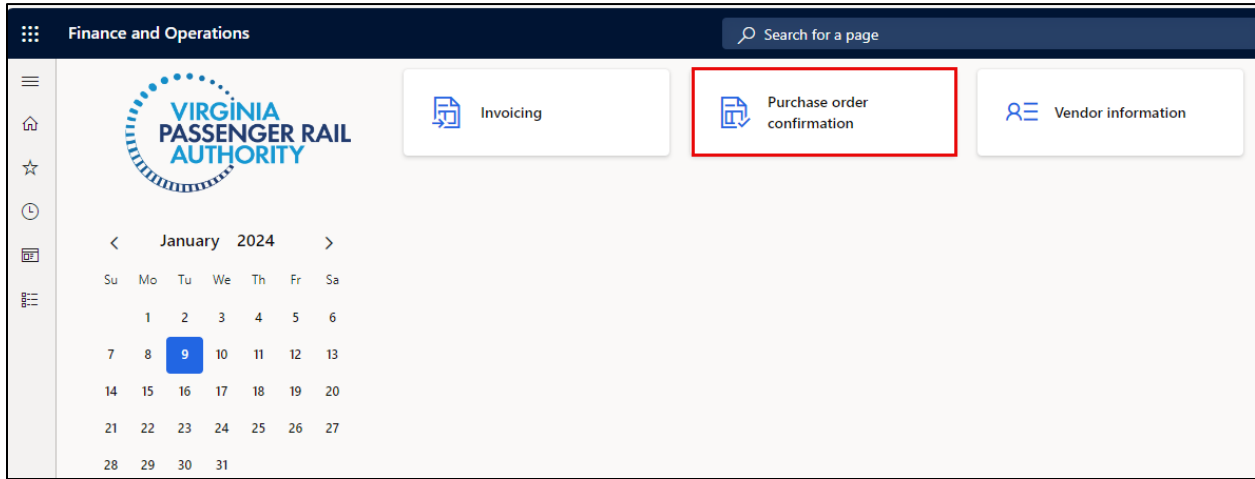 Finance and Operations
Search for a page
VIRGINIA
PASSENGER RAIL
AUTHORITY
Invoicing
Purchase order
confirmation
Vendor information
January 2024
Su Mo Tu We Th Fr Sa
1 2 3 4 5 6
7 8 9 10 11 12 13
14 15 16 17 18 19 20
21 22 23 24 25 26 27
28 29 30 31